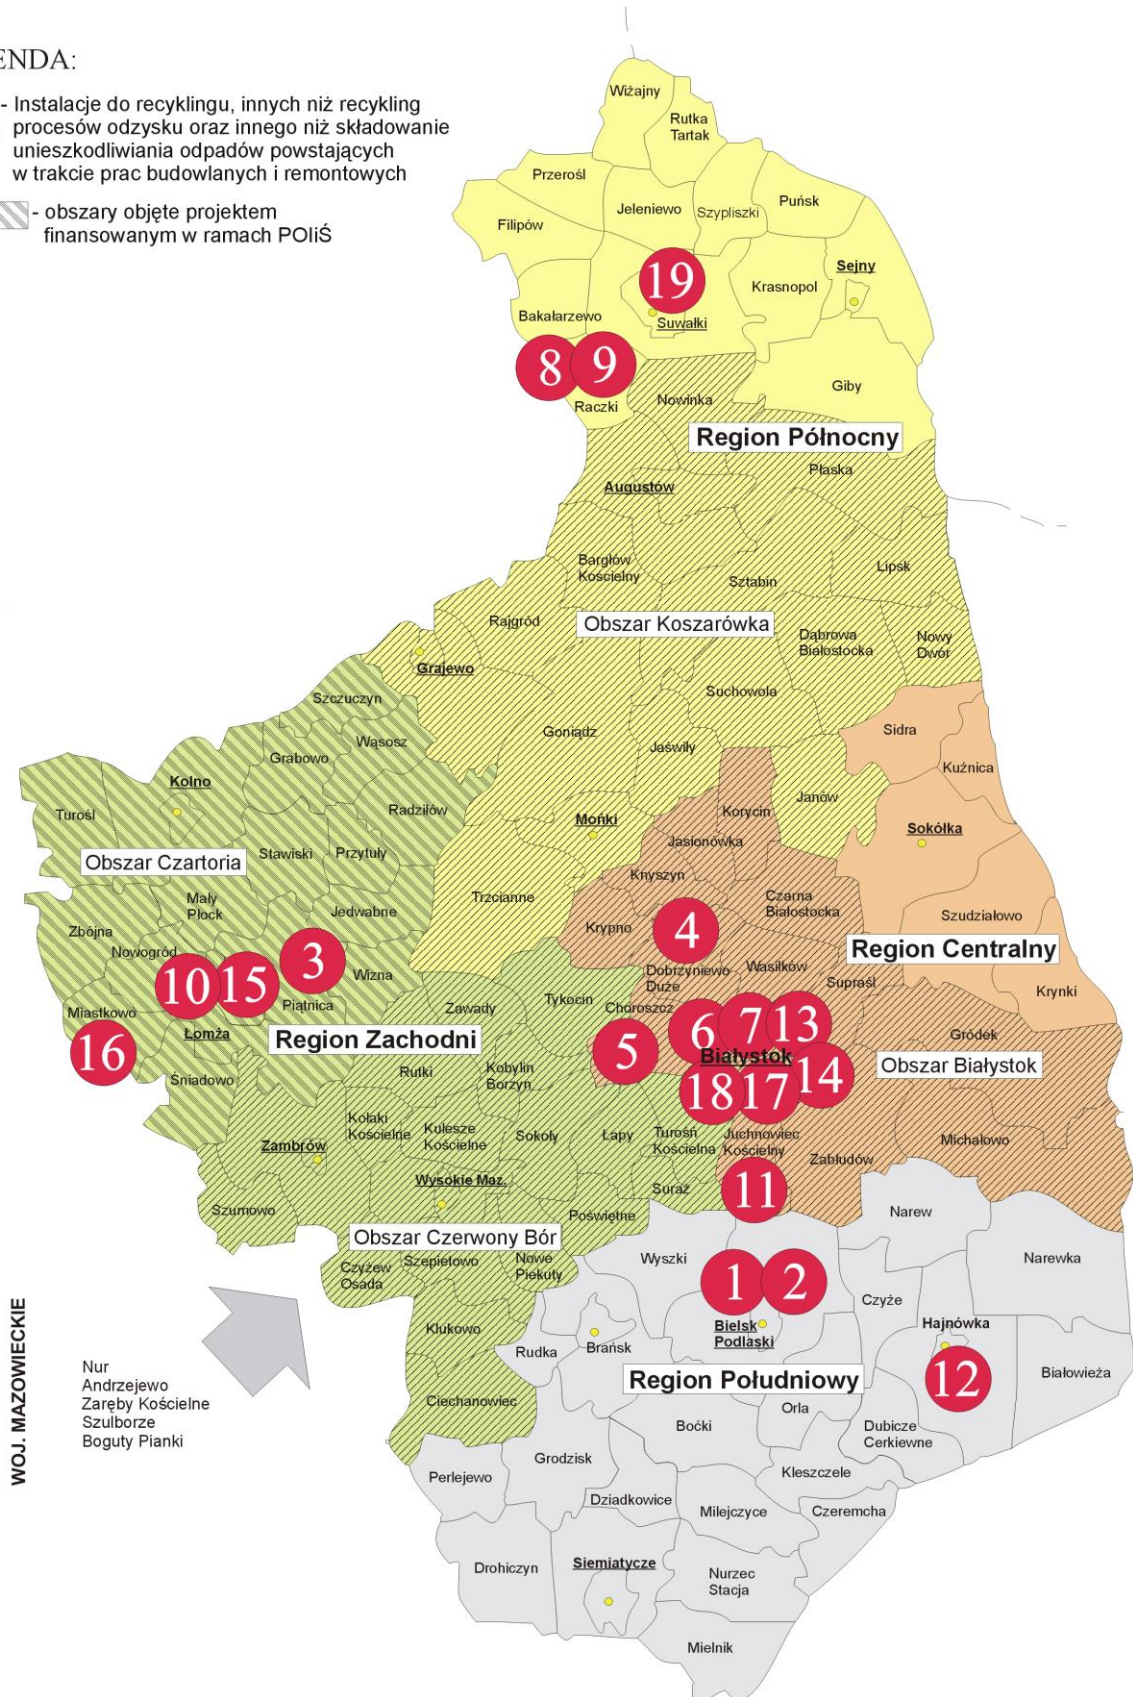 ENDA:
- Instalacje do recyklingu, innych niż recykling
procesów odzysku oraz innego niż składowanie
unieszkodliwiania odpadów powstających
w trakcie prac budowlanych i remontowych
- obszary objęte projektem
finansowanym w ramach POIiŚ
Wiżajny
Rutka
Tartak
Przerośl
Jeleniewo
Szypliszki
Puńsk
Filipów
Sejny
Krasnopol
19
Bakałarzewo
Suwałki
8
9
Raczki
Nowinka
Giby
Region Północny
Płaska
Augustów
Bargłów
Kościelny
Sztabin
Lipsk
Rajgród
Obszar Koszarówka
Dąbrowa
Białostocka
Nowy
Dwór
Grajewo
Suchowola
Szczuczyn
Wąsosz
Grabowo
Goniądz
Jaświły
Sidra
Kuźnica
Kolno
Radziłów
Janów
Korycin
Turośl
Mońki
Sokółka
Jasionówka
Obszar Czartoria
Stawiski
Przytuły
Knyszyn
Trzcianne
Czarna
Białostocka
Mały
Płock
Jedwabne
Zbójna
Krypno
4
Szudziałowo
Nowogród
Region Centralny
10
15
3
Wizna
Dobrzyniewo
Duże
Wasilków
Supraśl
Krynki
Miastkowo
Piątnica
Zawady
Tykocin
Choroszcz
16
Łomża
Region Zachodni
5
6
7
13
Gródek
Białystok
Obszar Białystok
Śniadowo
Rutki
Kobylin
Borzyn
18
17
14
Kołaki
Kościelne
Kulesze
Kościelne
Sokoły
Łapy
Turośń
Kościelna
Juchnowiec
Kościelny
Michałowo
Zambrów
Zabłudów
Wysokie Maz.
Suraż
11
Szumowo
Poświętne
Narew
Obszar Czerwony Bór
Czyżew
Osada
Szepietowo
Nowe
Piekuty
Wyszki
Narewka
1
2
Czyże
Klukowo
Bielsk
Podlaski
Hajnówka
Rudka
Brańsk
Nur
Andrzejewo
Zaręby Kościelne
Szulborze
Boguty Pianki
WOJ. MAZOWIECKIE
Region Południowy
12
Białowieża
Ciechanowiec
Orla
Boćki
Dubicze
Cerkiewne
Grodzisk
Perlejewo
Kleszczele
Dziadkowice
Milejczyce
Czeremcha
Drohiczyn
Siemiatycze
Nurzec
Stacja
Mielnik